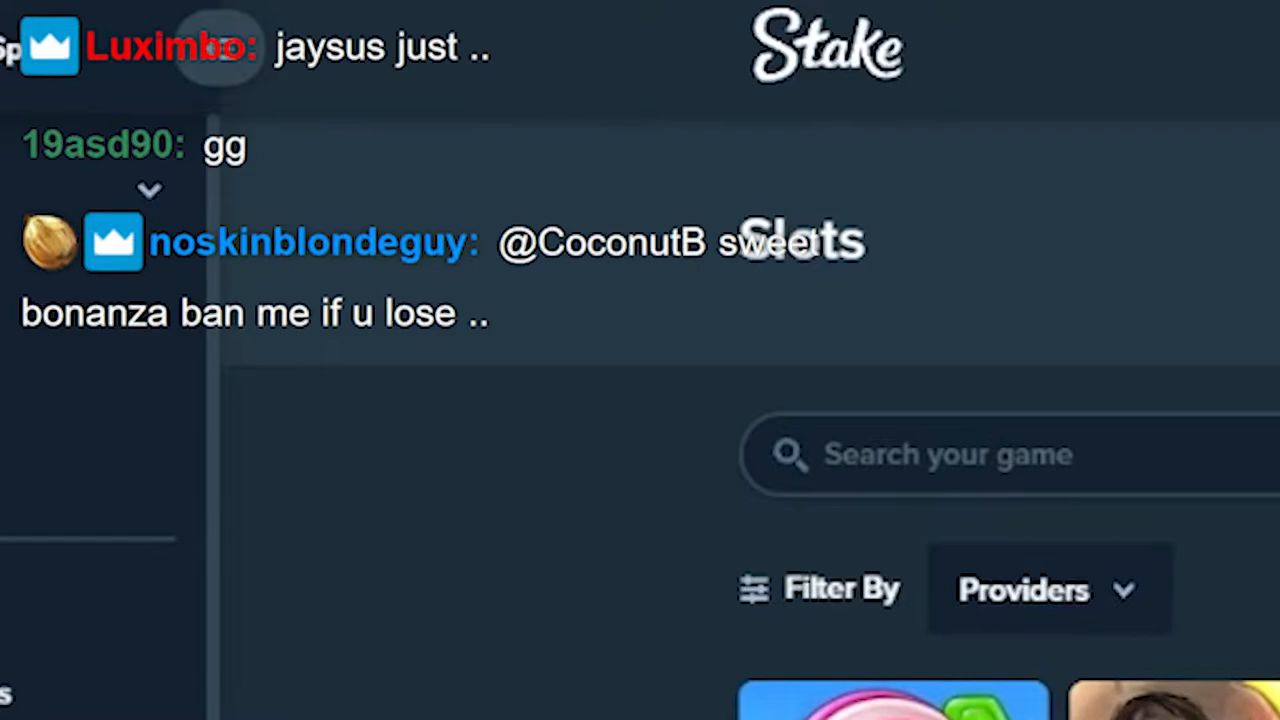 Sp
Luximbo: jaysus just ..
Stake
19asd90: gg
noskinblondeguy: @CoconutB sweet
bonanza ban me if u lose ..
Slots
Search your game
Filter By
Providers
s